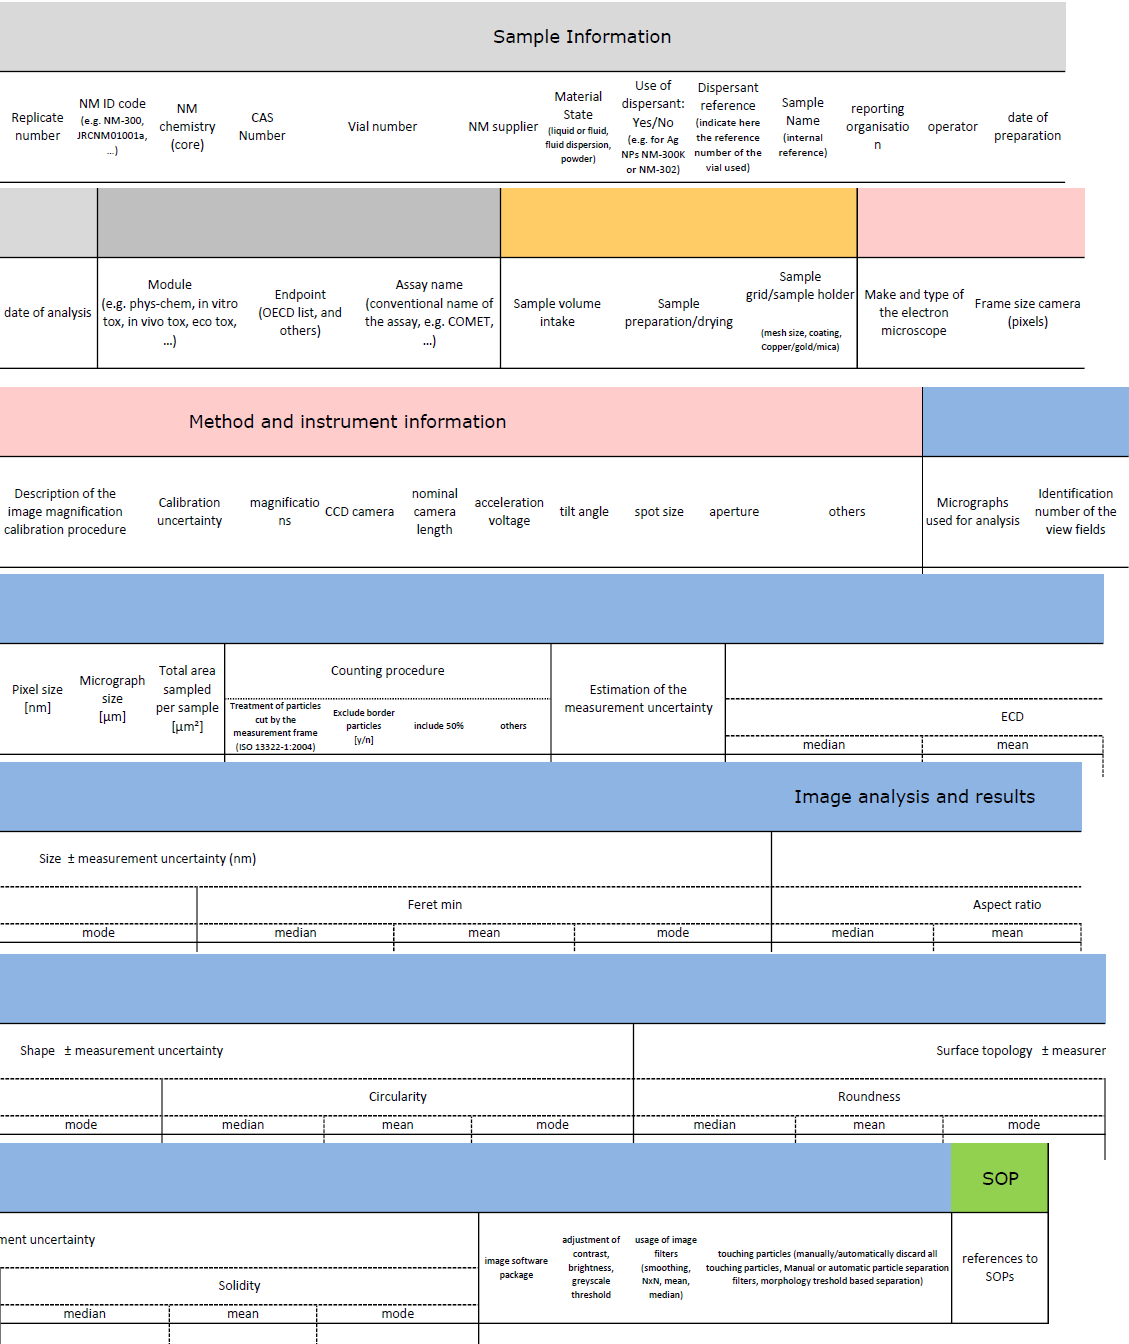 Sample Information
Replicate
number
NM ID code
(e.g. NM-300,
JRCNM01001a,
...)
NM
chemistry
(core)
CAS
Number
Vial number
NM supplier
Material
State
(liquid or fluid,
fluid dispersion,
powder)
Use of
dispersant:
Yes/No
(e.g. for Ag
NPs NM-300K
or NM-302)
Dispersant
reference
(indicate here
the reference
number of the
vial used)
Sample
Name
(internal
reference)
reporting
organisatio
n
operator
date of
preparation
date of analysis
Module
(e.g. phys-chem, in vitro
tox, in vivo tox, eco tox,
...)
Endpoint
(OECD list, and
others)
Assay name
(conventional name of
the assay, e.g. COMET,
...)
Sample volume
intake
Sample
preparation/drying
Sample
grid/sample holder
(mesh size, coating,
Copper/gold/mica)
Make and type of
the electron
microscope
Frame size camera
(pixels)
Method and instrument information
Description of the
image magnification
calibration procedure
Calibration
uncertainty
magnificatio
ns
CCD camera
nominal
camera
length
acceleration
voltage
tilt angle
spot size
aperture
others
Micrographs
used for analysis
Identification
number of the
view fields
Pixel size
[nm]
Micrograph
size
[µm]
Total area
sampled
per sample
[µm²]
Counting procedure
Treatment of particles
cut by the
measurement frame
(ISO 13322-1:2004)
Exclude border
particles
[y/n]
include 50%
others
Estimation of the
measurement uncertainty
ECD
median
mean
Image analysis and results
Size ± measurement uncertainty (nm)
Feret min
Aspect ratio
mode
median
mean
mode
median
mean
Shape ± measurement uncertainty
Surface topology ± measurer
Circularity
Roundness
mode
median
mean
mode
median
mean
mode
SOP
ment uncertainty
Solidity
median
mean
mode
image software
package
adjustment of
contrast,
brightness,
greyscale
threshold
usage of image
filters
(smoothing,
NxN, mean,
median)
touching particles (manually/automatically discard all
touching particles, Manual or automatic particle separation
filters, morphology treshold based separation)
references to
SOPs